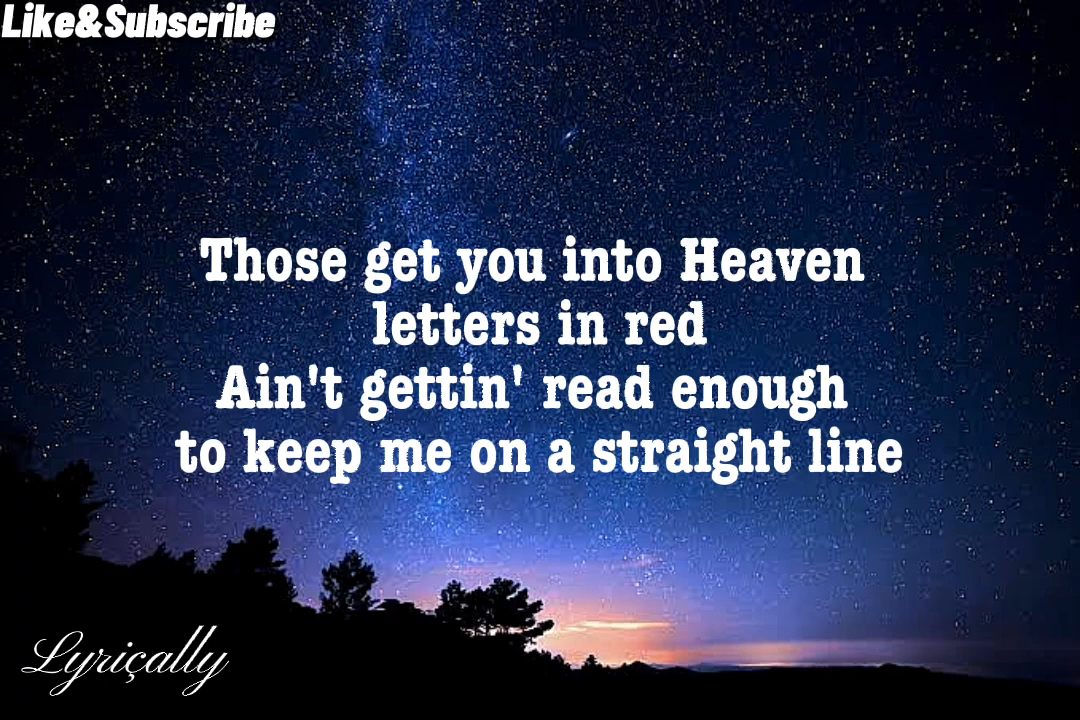 Like&Subscribe
Those get you into Heaven
letters in red
Ain't gettin' read enough
to keep me on a straight line
Lyriçally